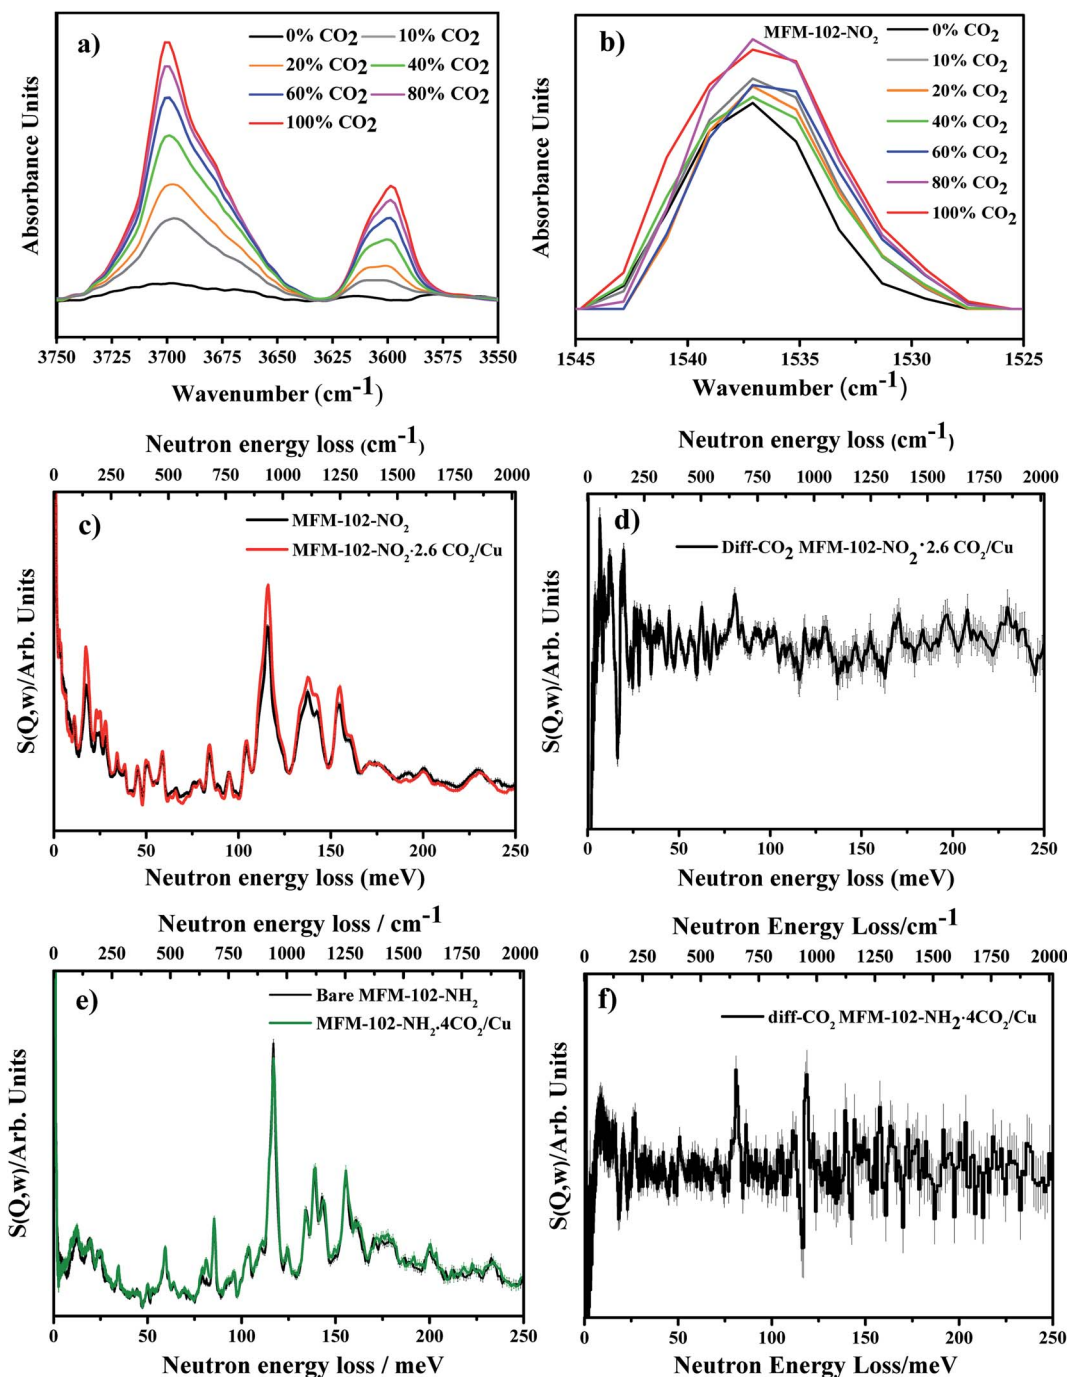 a)
0% CO2 10% CO2
20% CO2 40% CO2
60% CO2 80% CO2
100% CO2
Absorbance Units
3750 3725 3700 3675 3650 3625 3600 3580 3550
Wavenumber (cm-1)
b)
MFM-102-NO2
0% CO2
10% CO2
20% CO2
40% CO2
60% CO2
80% CO2
100% CO2
Absorbance Units
1545 1540 1535 1530 1525
Wavenumber (cm-1)
Neutron energy loss (cm-1)
0 250 500 750 1000 1250 1500 1750 2000
c)
MFM-102-NO2
MFM-102-NO2·2.6 CO2/Cu
S(Q,w)/Arb. Units
0 50 100 150 200 250
Neutron energy loss (meV)
Neutron energy loss (cm-1)
0 250 500 750 1000 1250 1500 1750 2000
d)
Diff-CO2 MFM-102-NO2·2.6 CO2/Cu
S(Q,w)/Arb. Units
0 50 100 150 200 250
Neutron energy loss (meV)
Neutron energy loss / cm-1
0 250 500 750 1000 1250 1500 1750 2000
e)
Bare MFM-102-NH2
MFM-102-NH2.4CO2/Cu
S(Q,w)/Arb. Units
0 50 100 150 200 250
Neutron energy loss / meV
Neutron Energy Loss/cm-1
0 250 500 750 1000 1250 1500 1750 2000
f)
diff-CO2 MFM-102-NH2·4CO2/Cu
S(Q,w)/Arb. Units
0 50 100 150 200 250
Neutron Energy Loss/meV